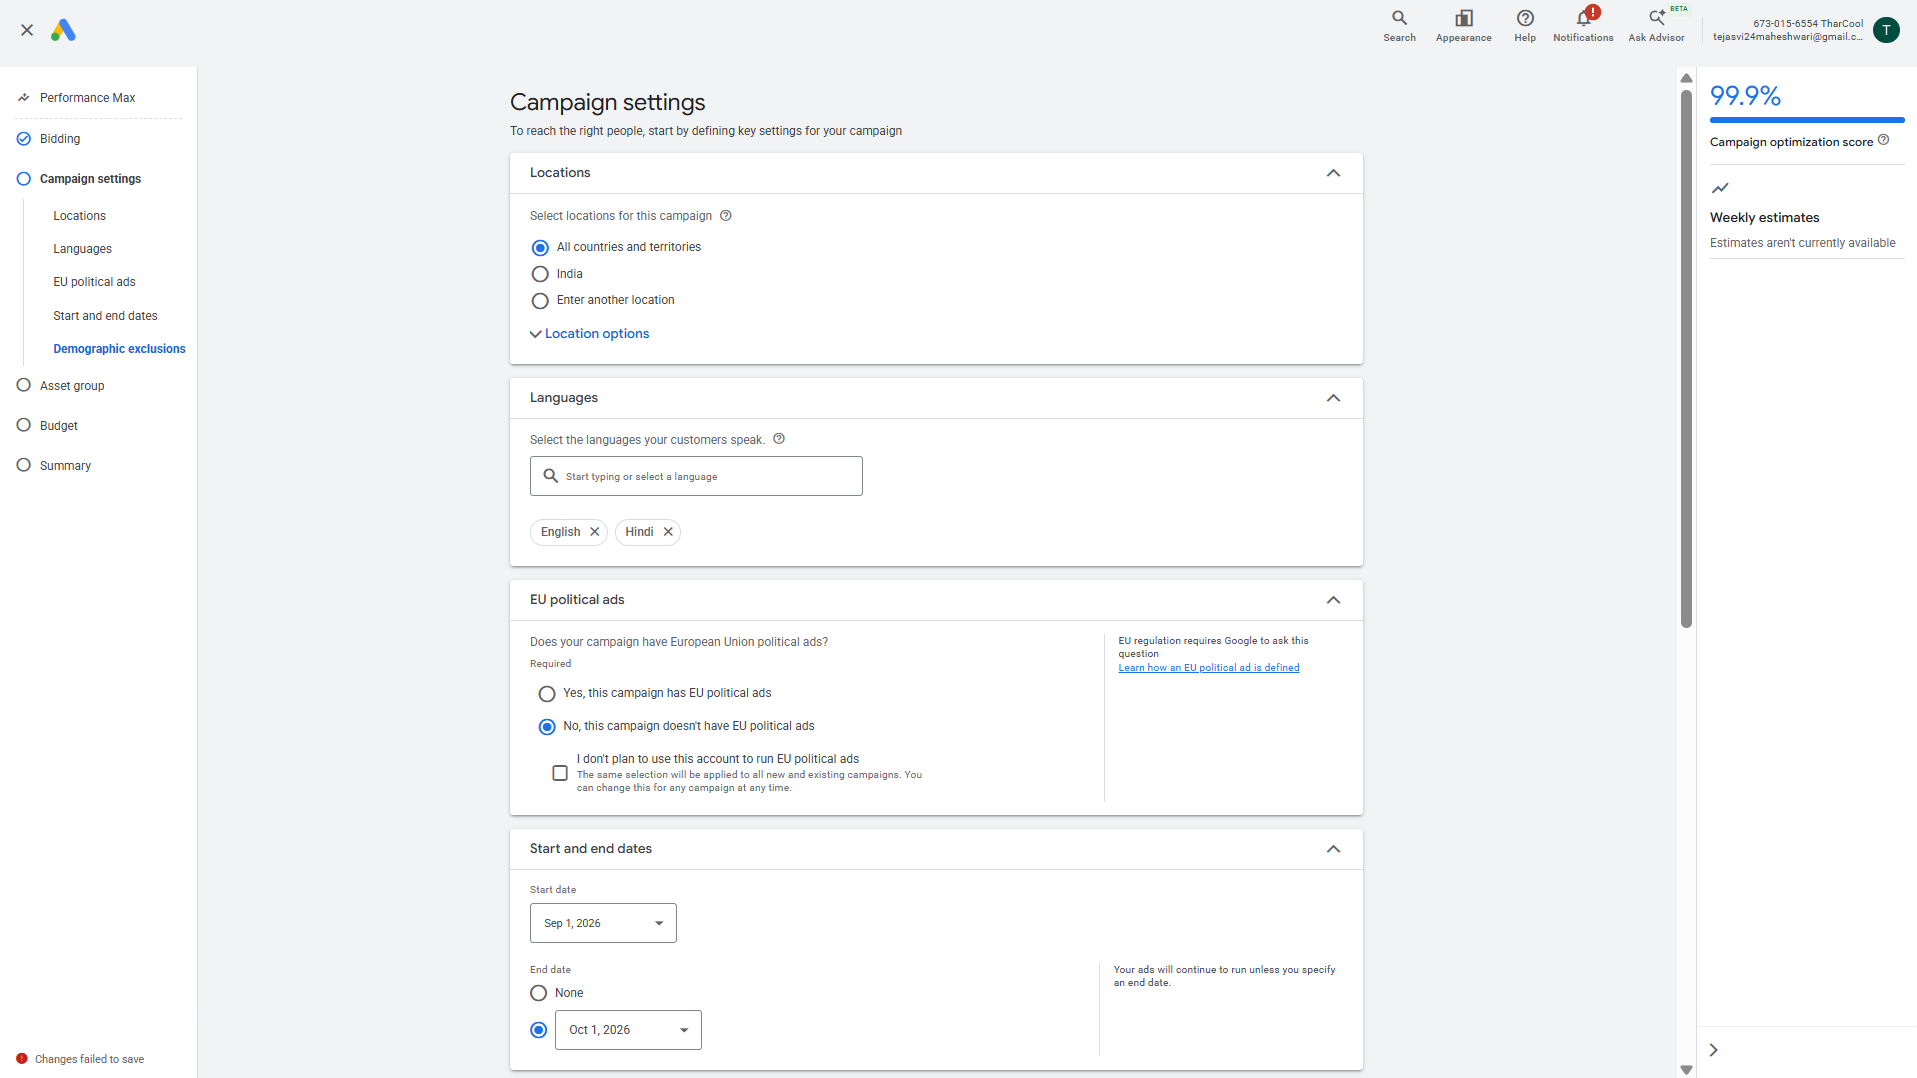 Search
Appearance
Help
Notifications
Ask Advisor
BETA
673-015-6554 TharCool
tejasvi24maheshwari@gmail.c...
T
Performance Max
Bidding
Campaign settings
Locations
Languages
EU political ads
Start and end dates
Demographic exclusions
Asset group
Budget
Summary
Changes failed to save
Campaign settings
To reach the right people, start by defining key settings for your campaign
Locations
Select locations for this campaign
All countries and territories
India
Enter another location
Location options
Languages
Select the languages your customers speak.
Start typing or select a language
English
Hindi
EU political ads
Does your campaign have European Union political ads?
Required
Yes, this campaign has EU political ads
No, this campaign doesn't have EU political ads
I don't plan to use this account to run EU political ads
The same selection will be applied to all new and existing campaigns. You
can change this for any campaign at any time.
EU regulation requires Google to ask this
question
Learn how an EU political ad is defined
Start and end dates
Start date
Sep 1, 2026
End date
None
Oct 1, 2026
Your ads will continue to run unless you specify
an end date.
99.9%
Campaign optimization score
Weekly estimates
Estimates aren't currently available